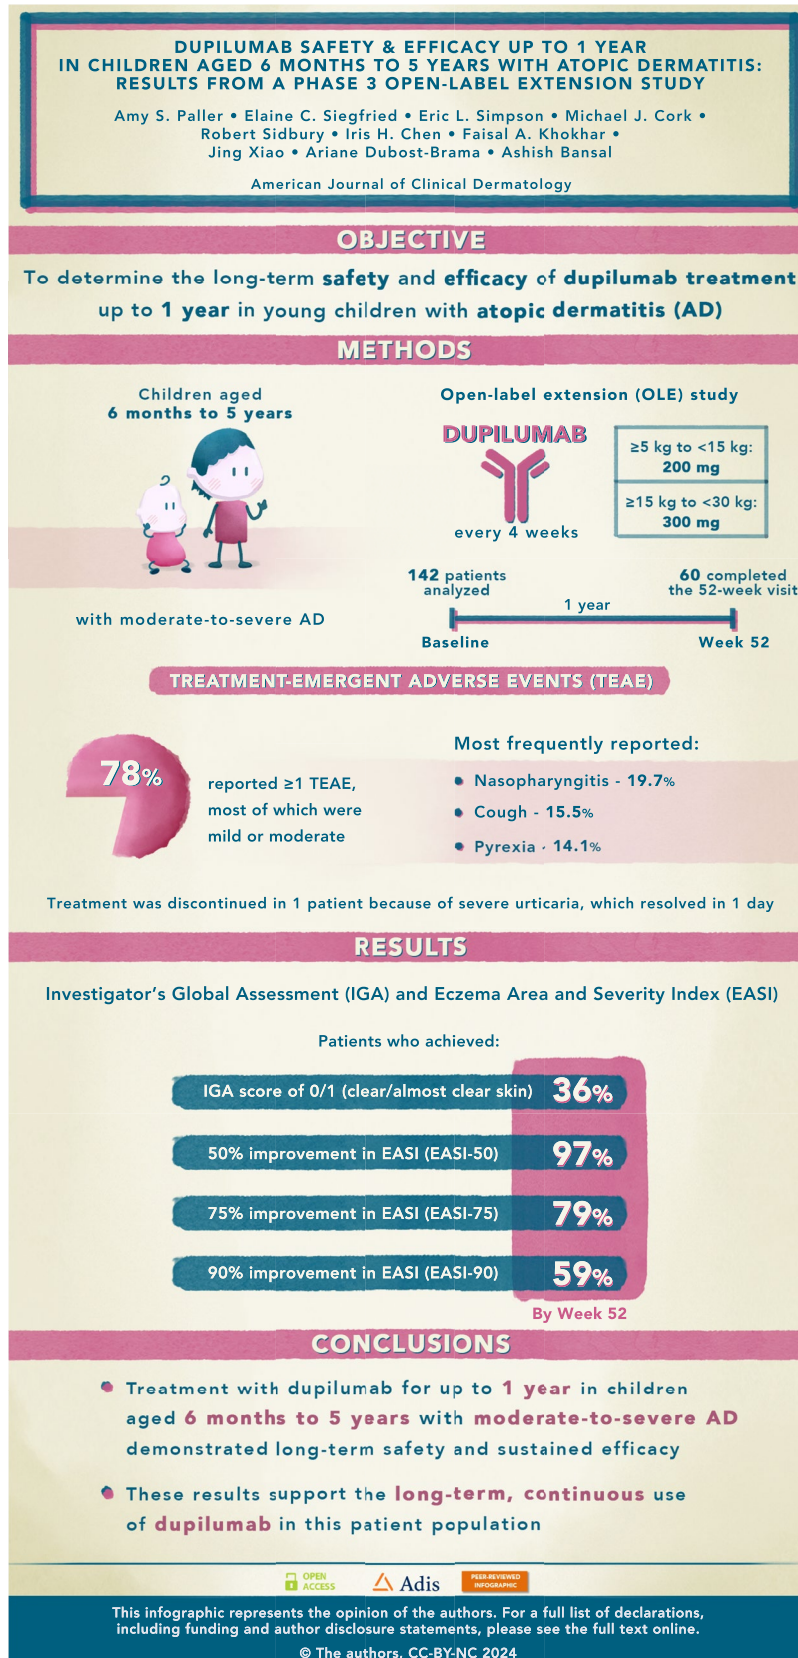 DUPILUMAB SAFETY & EFFICACY UP TO 1 YEAR
IN CHILDREN AGED 6 MONTHS TO 5 YEARS WITH ATOPIC DERMATITIS:
RESULTS FROM A PHASE 3 OPEN-LABEL EXTENSION STUDY
Amy S. Paller • Elaine C. Siegfried • Eric L. Simpson • Michael J. Cork •
Robert Sidbury • Iris H. Chen • Faisal A. Khokhar •
Jing Xiao • Ariane Dubost-Brama • Ashish Bansal
American Journal of Clinical Dermatology
OBJECTIVE
To determine the long-term safety and efficacy of dupilumab treatment
up to 1 year in young children with atopic dermatitis (AD)
METHODS
Children aged
6 months to 5 years
with moderate-to-severe AD
Open-label extension (OLE) study
DUPILUMAB
every 4 weeks
≥5 kg to <15 kg:
200 mg
≥15 kg to <30 kg:
300 mg
142 patients
analyzed
60 completed
the 52-week visit
1 year
Baseline
Week 52
TREATMENT-EMERGENT ADVERSE EVENTS (TEAE)
78%
reported ≥1 TEAE,
most of which were
mild or moderate
Most frequently reported:
• Nasopharyngitis - 19.7%
• Cough - 15.5%
• Pyrexia - 14.1%
Treatment was discontinued in 1 patient because of severe urticaria, which resolved in 1 day
RESULTS
Investigator's Global Assessment (IGA) and Eczema Area and Severity Index (EASI)
Patients who achieved:
IGA score of 0/1 (clear/almost clear skin) 36%
50% improvement in EASI (EASI-50) 97%
75% improvement in EASI (EASI-75) 79%
90% improvement in EASI (EASI-90) 59%
By Week 52
CONCLUSIONS
• Treatment with dupilumab for up to 1 year in children
aged 6 months to 5 years with moderate-to-severe AD
demonstrated long-term safety and sustained efficacy
• These results support the long-term, continuous use
of dupilumab in this patient population
OPEN
ACCESS
Adis
PEER-REVIEWED
INFOGRAPHIC
This infographic represents the opinion of the authors. For a full list of declarations,
including funding and author disclosure statements, please see the full text online.
© The authors, CC-BY-NC 2024